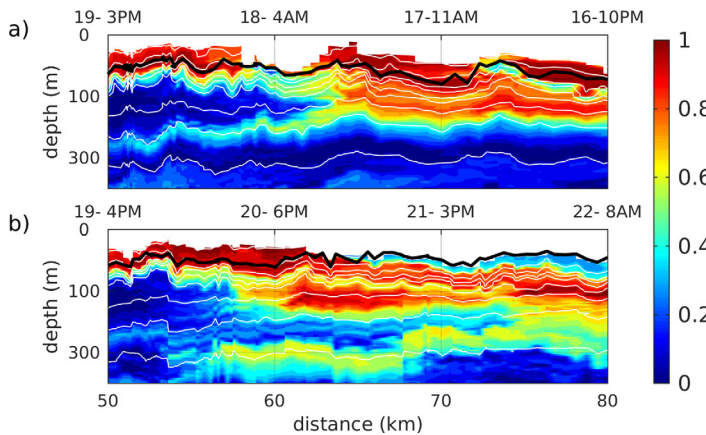 19- 3PM 18- 4AM 17-11AM 16-10PM
a)
0
100
300
depth (m)
19- 4PM 20- 6PM 21- 3PM 22- 8AM
b)
0
100
300
depth (m)
50 60 70 80
distance (km)
1
0.8
0.6
0.4
0.2
0